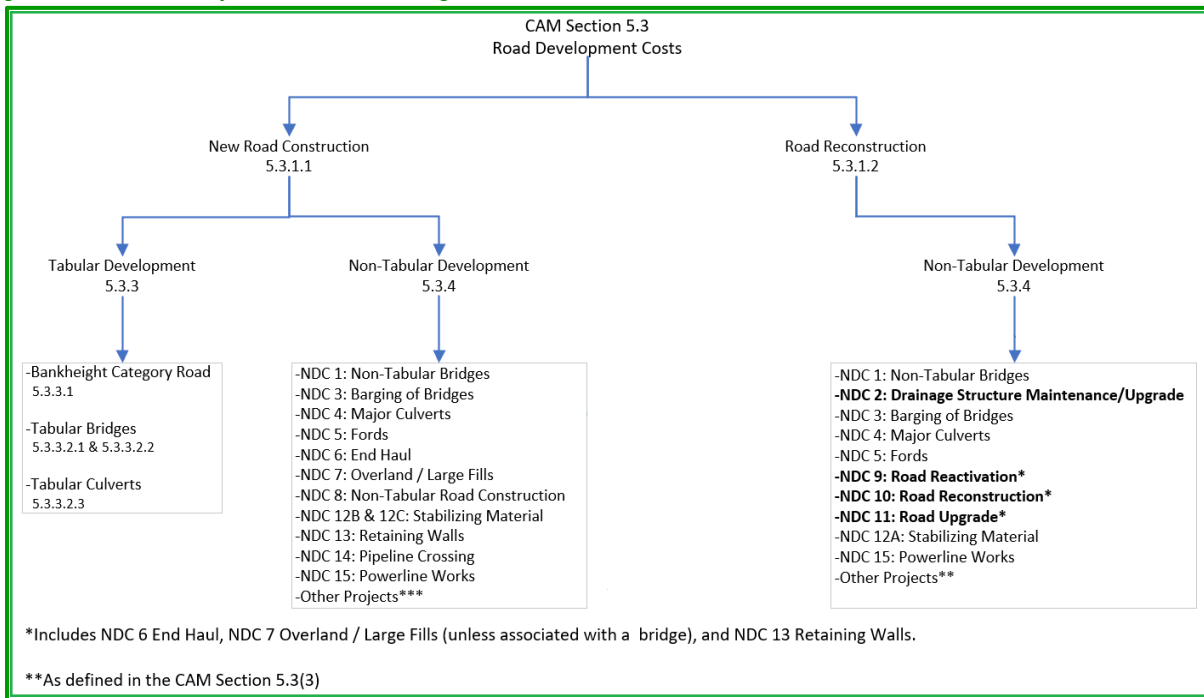 CAM Section 5.3
Road Development Costs
New Road Construction
5.3.1.1
Road Reconstruction
5.3.1.2
Tabular Development
5.3.3
Non-Tabular Development
5.3.4
Non-Tabular Development
5.3.4
-Bankheight Category Road
5.3.3.1
-Tabular Bridges
5.3.3.2.1 & 5.3.3.2.2
-Tabular Culverts
5.3.3.2.3
-NDC 1: Non-Tabular Bridges
-NDC 3: Barging of Bridges
-NDC 4: Major Culverts
-NDC 5: Fords
-NDC 6: End Haul
-NDC 7: Overland / Large Fills
-NDC 8: Non-Tabular Road Construction
-NDC 12B & 12C: Stabilizing Material
-NDC 13: Retaining Walls
-NDC 14: Pipeline Crossing
-NDC 15: Powerline Works
-Other Projects***
-NDC 1: Non-Tabular Bridges
-NDC 2: Drainage Structure Maintenance/Upgrade
-NDC 3: Barging of Bridges
-NDC 4: Major Culverts
-NDC 5: Fords
-NDC 9: Road Reactivation*
-NDC 10: Road Reconstruction*
-NDC 11: Road Upgrade*
-NDC 12A: Stabilizing Material
-NDC 15: Powerline Works
-Other Projects**
*Includes NDC 6 End Haul, NDC 7 Overland / Large Fills (unless associated with a bridge), and NDC 13 Retaining Walls.
**As defined in the CAM Section 5.3(3)